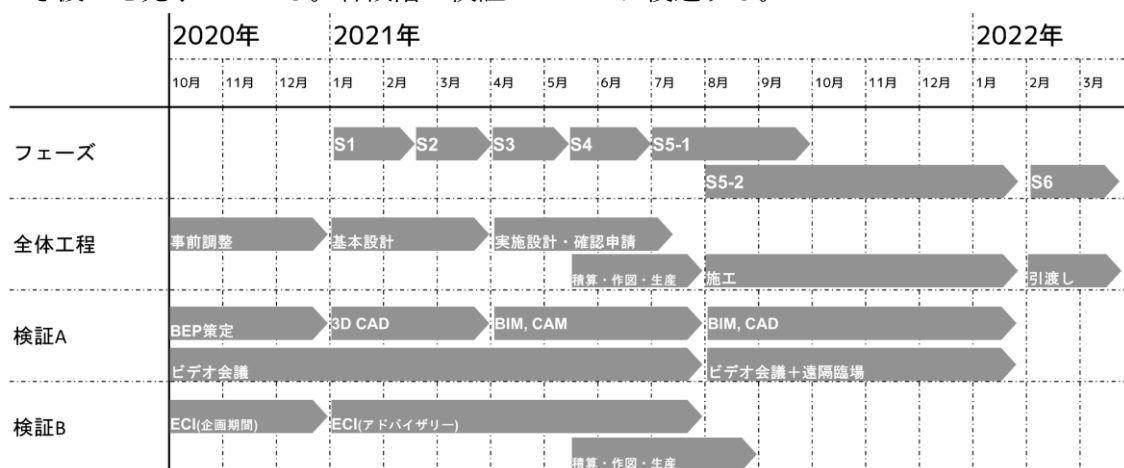 2020年 2021年 2022年
10月 11月 12月 1月 2月 3月 4月 5月 6月 7月 8月 9月 10月 11月 12月 1月 2月 3月
フェーズ
S1 S2 S3 S4 S5-1
S5-2 S6
全体工程
事前調整 基本設計 実施設計・確認申請
積算・作図・生産 施工 引渡し
検証A
BEP策定 3D CAD BIM, CAM BIM, CAD
ビデオ会議 ビデオ会議＋遠隔臨場
検証B
ECI(企画期間) ECI(アドバイザリー)
積算・作図・生産